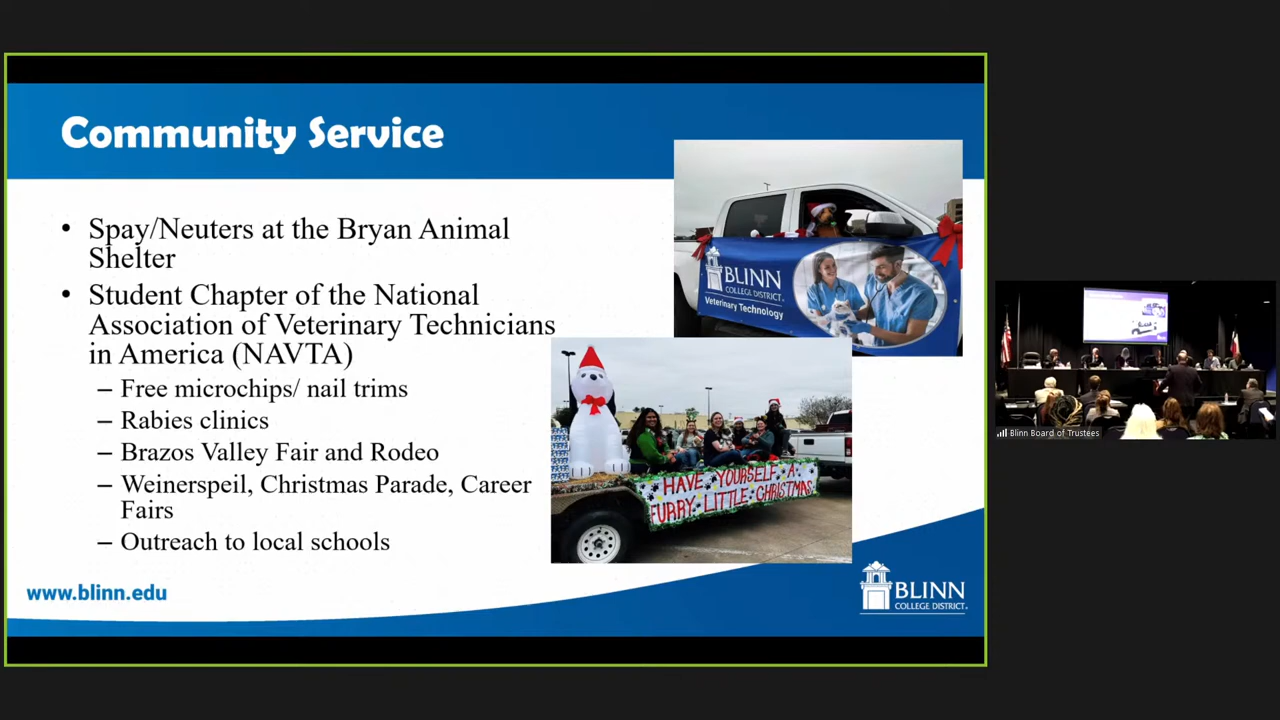 Community Service
• Spay/Neuters at the Bryan Animal
Shelter
• Student Chapter of the National
Association of Veterinary Technicians
in America (NAVTA)
– Free microchips/ nail trims
– Rabies clinics
– Brazos Valley Fair and Rodeo
– Weinerspeil, Christmas Parade, Career
Fairs
– Outreach to local schools
www.blinn.edu
BLINN
COLLEGE DISTRICT
Veterinary Technology
HAVE YOURSELF A
FURRY LITTLE CHRISTMAS
BLINN
COLLEGE DISTRICT
Blinn Board of Trustees